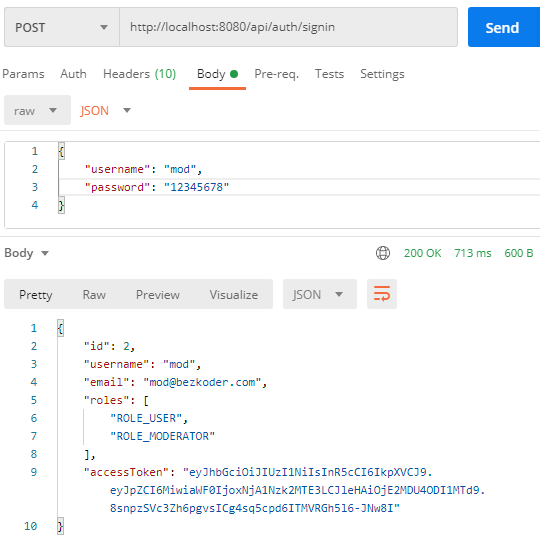 POST http://localhost:8080/api/auth/signin Send
Params Auth Headers (10) Body Pre-req. Tests Settings
raw JSON
1 {
2 "username": "mod",
3 "password": "12345678"
4 }
Body 200 OK 713 ms 600 B
Pretty Raw Preview Visualize JSON
1 {
2 "id": 2,
3 "username": "mod",
4 "email": "mod@bezkoder.com",
5 "roles": [
6 "ROLE_USER",
7 "ROLE_MODERATOR"
8 ],
9 "accessToken": "eyJhbGciOiJIUzI1NiIsInR5cCI6IkpXVCJ9.
eyJpZCI6MiwiaWF0IjoxNjA1Nzk2MTE3LCJleHAiOjE2MDU4ODI1MTd9.
8snpzSVc3Zh6pgvsICg4sq5cpd6ITMVRGh5l6-JNw8I"
10 }